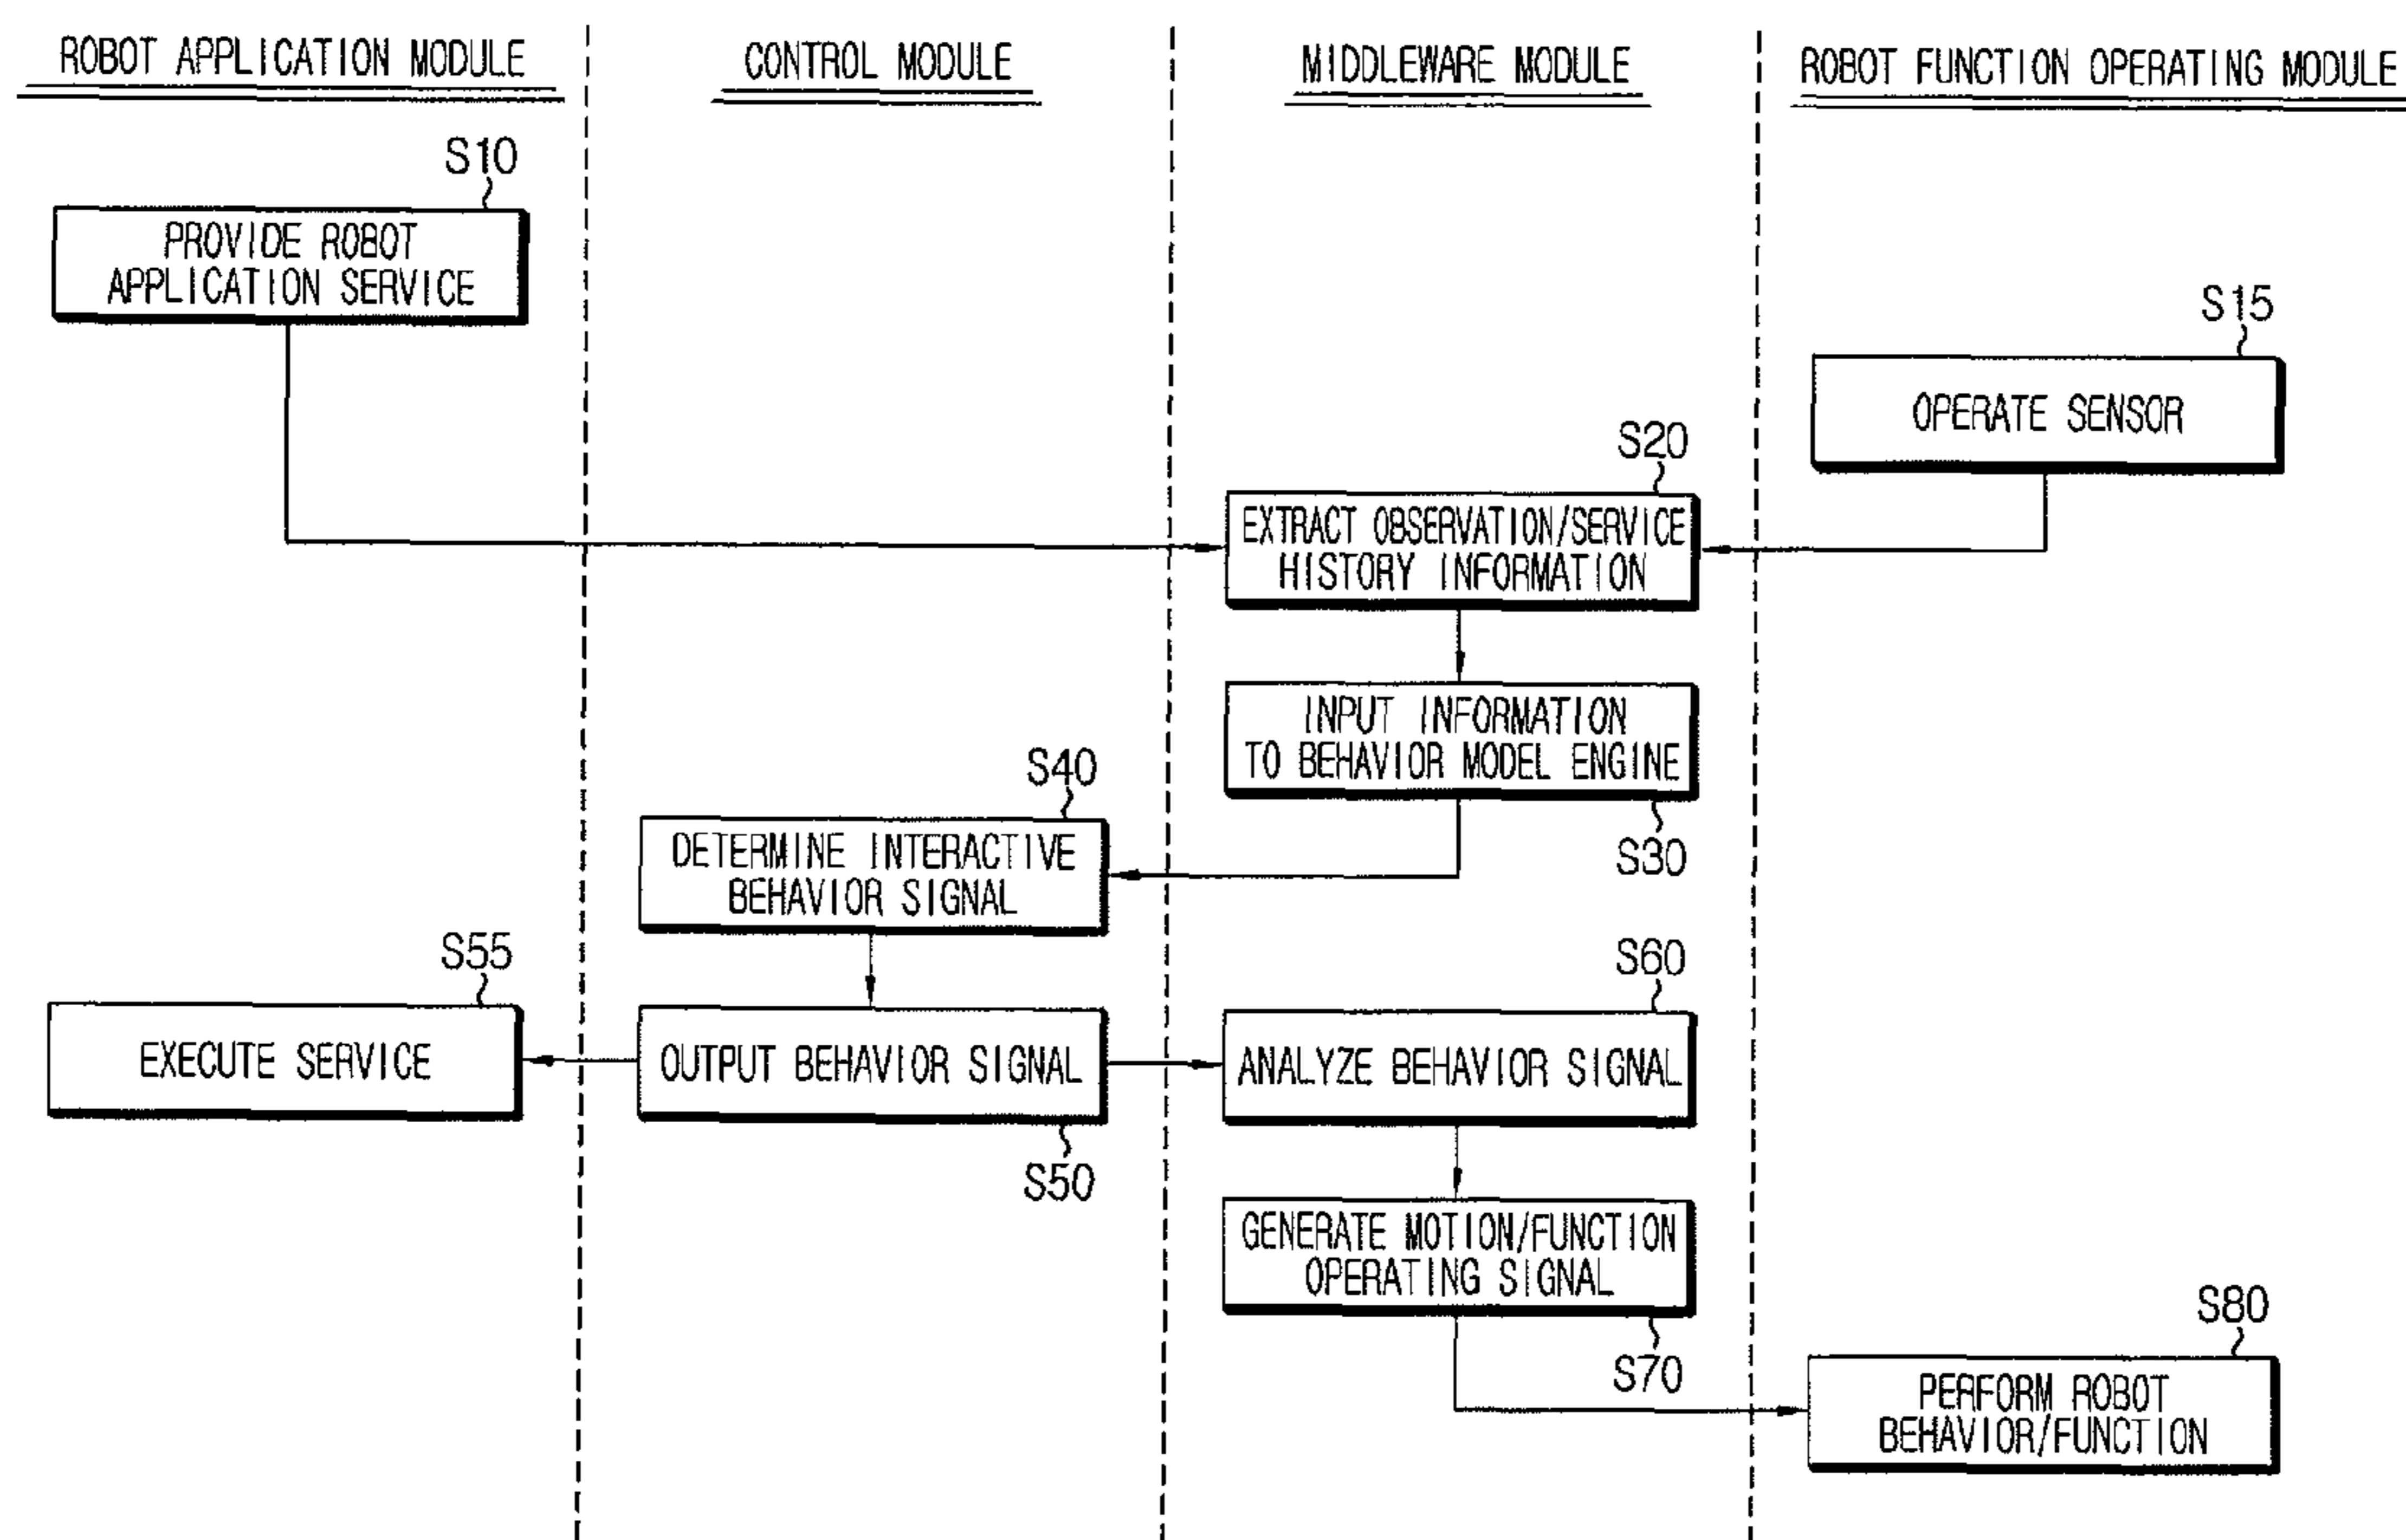 ROBOT APPLICATION MODULE
CONTROL MODULE
MIDDLEWARE MODULE
ROBOT FUNCTION OPERATING MODULE
S10
PROVIDE ROBOT
APPLICATION SERVICE
S15
OPERATE SENSOR
S20
EXTRACT OBSERVATION/SERVICE
HISTORY INFORMATION
INPUT INFORMATION
TO BEHAVIOR MODEL ENGINE
S30
S40
DETERMINE INTERACTIVE
BEHAVIOR SIGNAL
S55
EXECUTE SERVICE
OUTPUT BEHAVIOR SIGNAL
S50
S60
ANALYZE BEHAVIOR SIGNAL
GENERATE MOTION/FUNCTION
OPERATING SIGNAL
S70
S80
PERFORM ROBOT
BEHAVIOR/FUNCTION